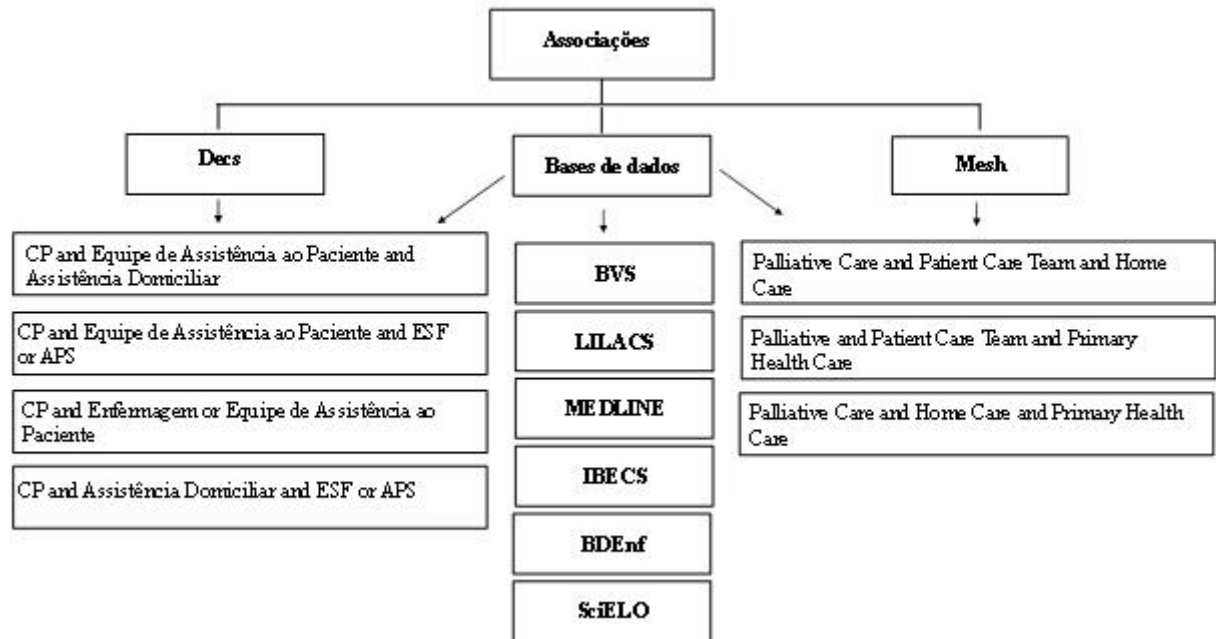 Associações
Decs
Bases de dados
Mesh
CP and Equipe de Assistência ao Paciente and
Assistência Domiciliar
CP and Equipe de Assistência ao Paciente and ESF
or APS
CP and Enfermagem or Equipe de Assistência ao
Paciente
CP and Assistência Domiciliar and ESF or APS
BVS
LILACS
MEDLINE
IBECS
BDEnf
SciELO
Palliative Care and Patient Care Team and Home
Care
Palliative and Patient Care Team and Primary
Health Care
Palliative Care and Home Care and Primary Health
Care